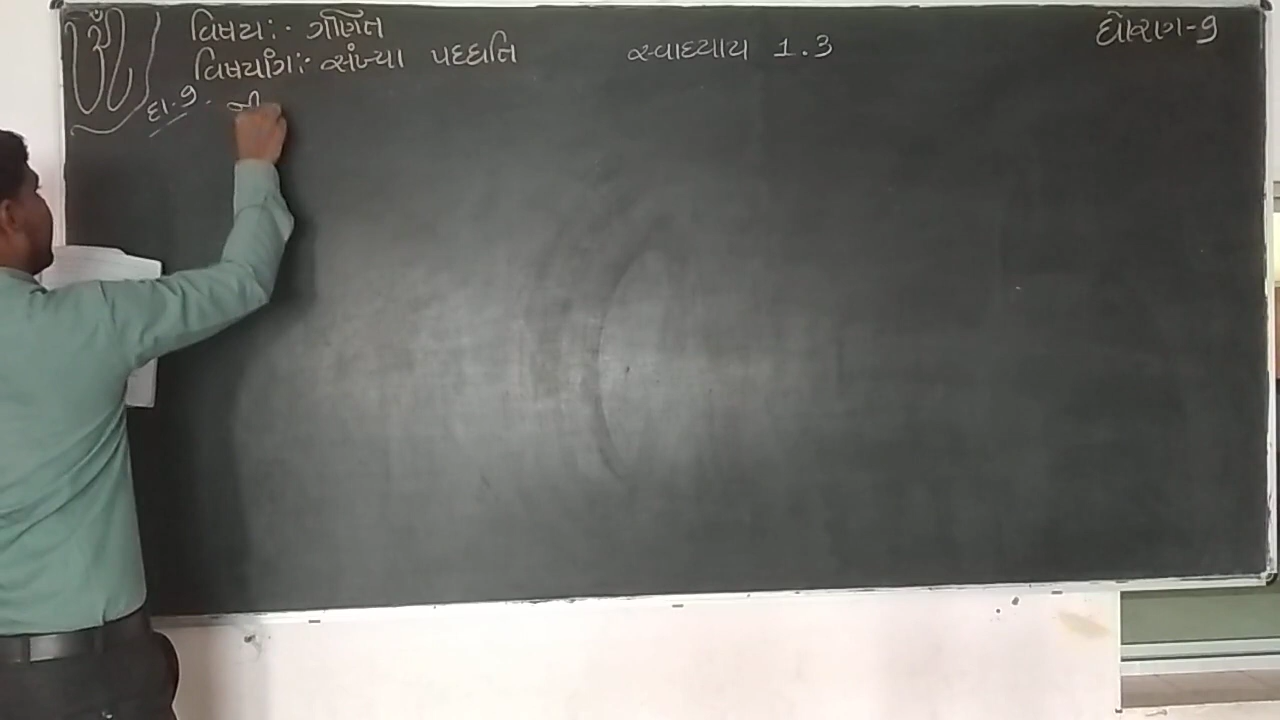 વિષય:- ગણિત
ધોરણ-9
વિષયાંગ:- સંખ્યા પદ્ધતિ
સ્વાધ્યાય 1.3
દા.9.